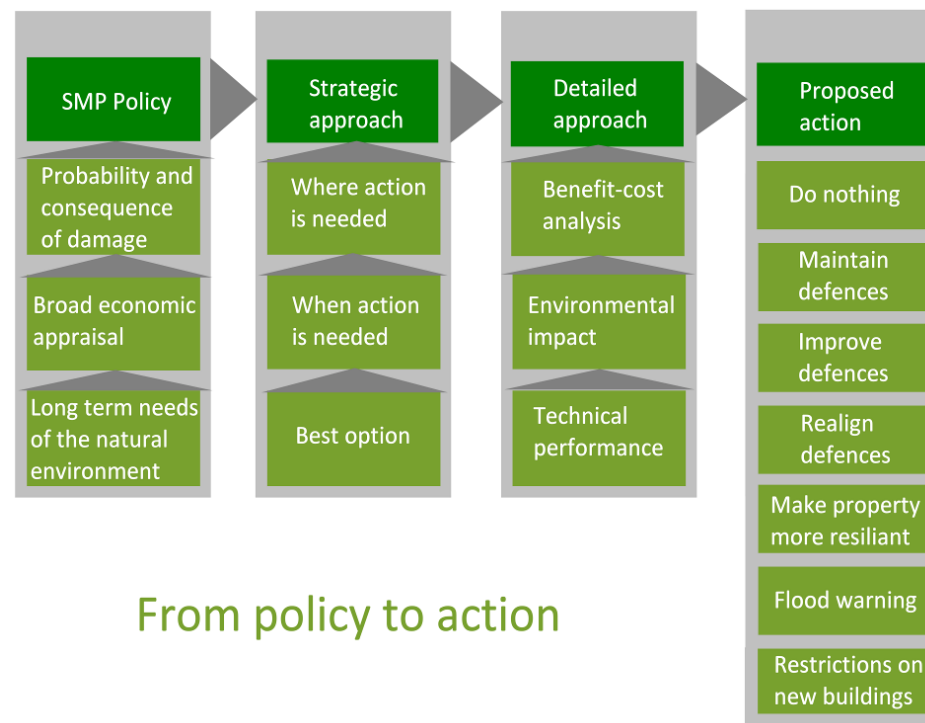 SMP Policy
Probability and
consequence
of damage
Broad economic
appraisal
Long term needs
of the natural
environment
Strategic
approach
Where action
is needed
When action
is needed
Best option
Detailed
approach
Benefit-cost
analysis
Environmental
impact
Technical
performance
Proposed
action
Do nothing
Maintain
defences
Improve
defences
Realign
defences
Make property
more resiliant
Flood warning
Restrictions on
new buildings
From policy to action